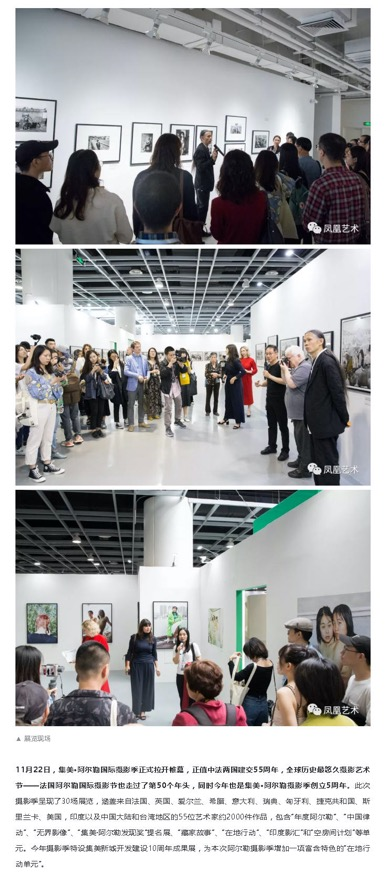 凤凰艺术
凤凰艺术
凤凰艺术
▲ 展览现场
11月22日，集美·阿尔勒国际摄影季正式拉开帷幕，正值中法两国建交55周年，全球历史最悠久摄影艺术
节——法国阿尔勒国际摄影节也走过了第50个年头，同时今年也是集美·阿尔勒摄影季创立5周年。此次
摄影季呈现了30场展览，涵盖来自法国、英国、爱尔兰、希腊、意大利、瑞典、匈牙利、捷克共和国、斯
里兰卡、美国，印度以及中国大陆和台湾地区的55位艺术家约2000件作品，包含“年度阿尔勒”、“中国律
动”、“无界影像”、“集美·阿尔勒发现奖”提名展、“藏家故事”、“在地行动”、“印度影汇”和“空房间计划”等单
元。今年摄影季特设集美新城开发建设10周年成果展，为本次阿尔勒摄影季增加一项富含特色的“在地行
动单元”。